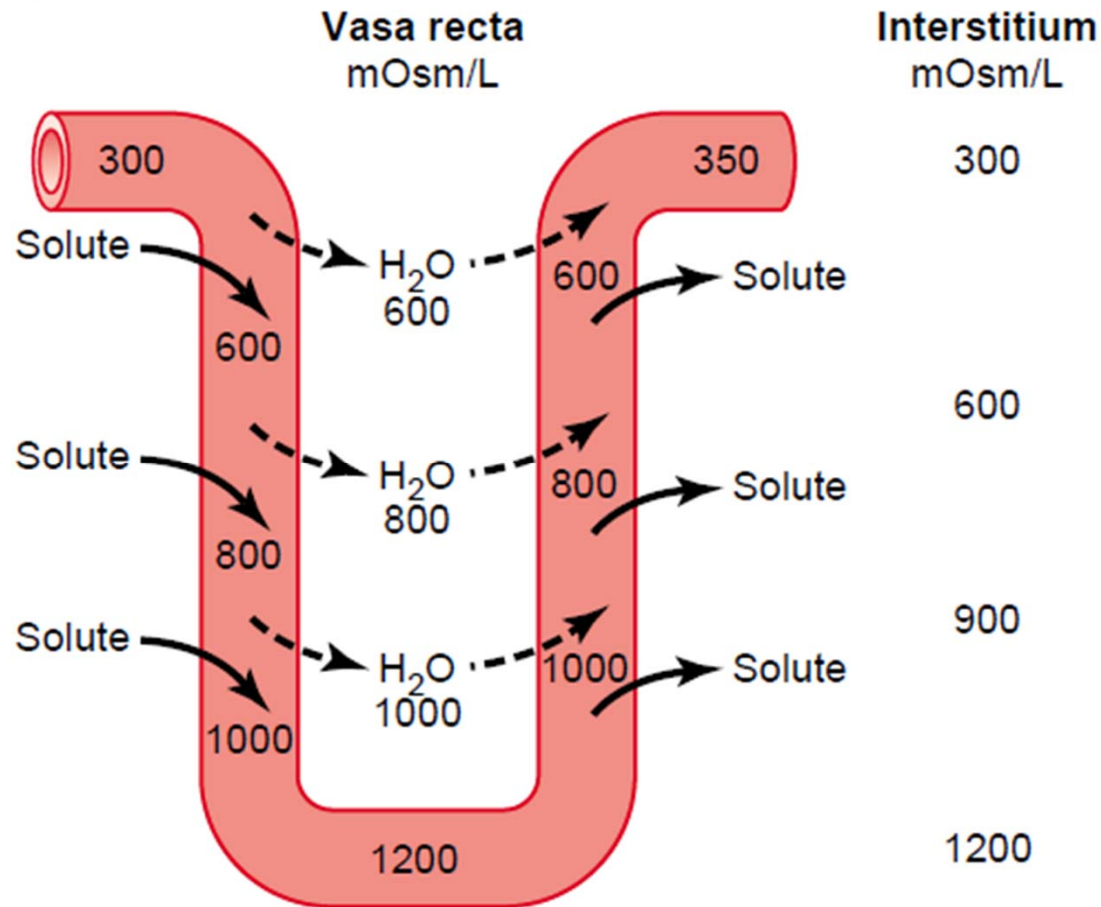 Vasa recta
mOsm/L
Interstitium
mOsm/L
300
350
300
Solute
H₂O
600
600
Solute
600
600
Solute
H₂O
800
800
Solute
800
900
Solute
H₂O
1000
1000
Solute
1000
1200
1200